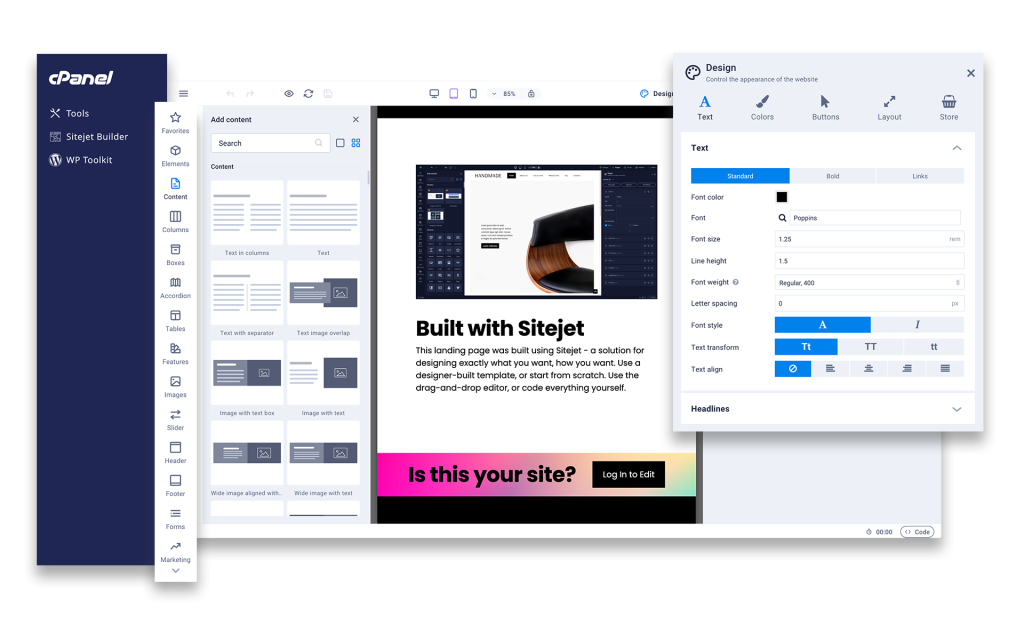 cPanel
Tools
Sitejet Builder
WP Toolkit
Favorites
Elements
Content
Columns
Boxes
Accordion
Tables
Features
Images
Slider
Header
Footer
Forms
Marketing
85%
Design
Add content
Search
Content
Text in columns
Text
Text with separator
Text image overlap
Image with text box
Image with text
Wide image aligned with..
Wide image with text
HANDMADE
Built with Sitejet
This landing page was built using Sitejet - a solution for
designing exactly what you want, how you want. Use a
designer-built template, or start from scratch. Use the
drag-and-drop editor, or code everything yourself.
Is this your site?
Log In to Edit
00:00
<> Code
Design
Control the appearance of the website
A
Text
Colors
Buttons
Layout
Store
Text
Standard
Bold
Links
Font color
Font
Poppins
Font size
1.25
rem
Line height
1.5
Font weight ?
Regular, 400
Letter spacing
0
px
Font style
A
I
Text transform
Tt
TT
tt
Text align
Headlines